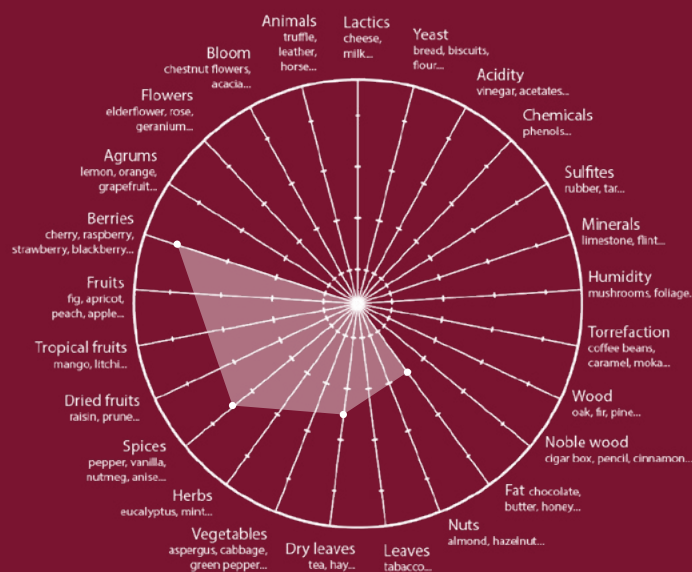 Lactics
cheese,
milk...
Yeast
bread, biscuits,
flour...
Acidity
vinegar, acetates...
Chemicals
phenols...
Sulfites
rubber, tar...
Minerals
limestone, flint...
Humidity
mushrooms, foliage.
Torrefaction
coffee beans,
caramel, moka...
Wood
oak, fir, pine...
Noble wood
cigar box, pencil, cinnamon...
Fat chocolate,
butter, honey...
Nuts
almond, hazelnut...
Leaves
tabacco...
Dry leaves
tea, hay...
Vegetables
aspergus, cabbage,
green pepper...
Herbs
eucalyptus, mint...
Spices
pepper, vanilla,
nutmeg, anise...
Dried fruits
raisin, prune...
Tropical fruits
mango, litchi...
Fruits
fig, apricot,
peach, apple...
Berries
cherry, raspberry,
strawberry, blackberry...
Agrums
lemon, orange,
grapefruit...
Flowers
elderflower, rose,
geranium...
Bloom
chestnut flowers,
acacia...
Animals
truffle,
leather,
horse...